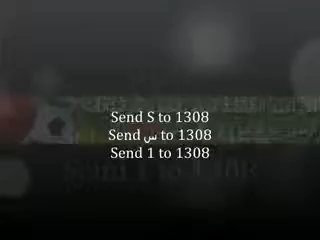 Send S to 1308
Send س to 1308
Send 1 to 1308